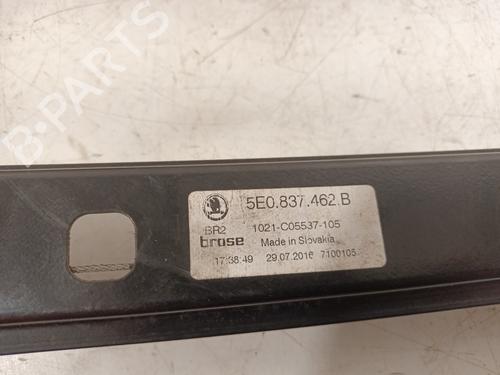 B-PARTS
5E0.837.462.B
BR2 1021-C05537-105
brose Made in Slovakia
17:38:49 29.07.2016 7100105